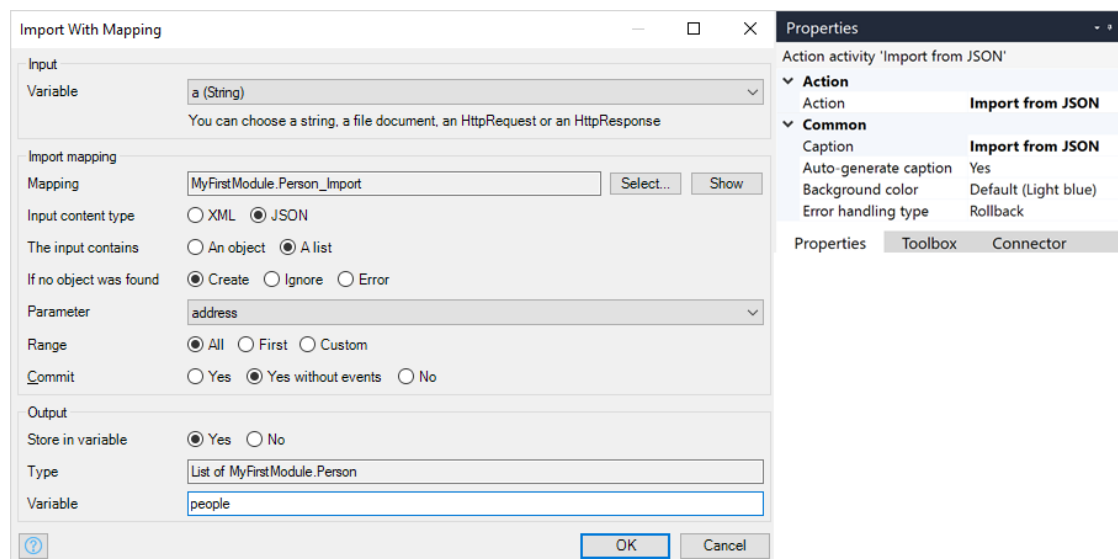 Import With Mapping
Input
Variable
a (String)
You can choose a string, a file document, an HttpRequest or an HttpResponse
Import mapping
Mapping
MyFirstModule.Person_Import
Select...
Show
Input content type
XML
JSON
The input contains
An object
A list
If no object was found
Create
Ignore
Error
Parameter
address
Range
All
First
Custom
Commit
Yes
Yes without events
No
Output
Store in variable
Yes
No
Type
List of MyFirstModule.Person
Variable
people
?
OK
Cancel
Properties
Action activity 'Import from JSON'
Action
Action Import from JSON
Common
Caption Import from JSON
Auto-generate caption Yes
Background color Default (Light blue)
Error handling type Rollback
Properties Toolbox Connector